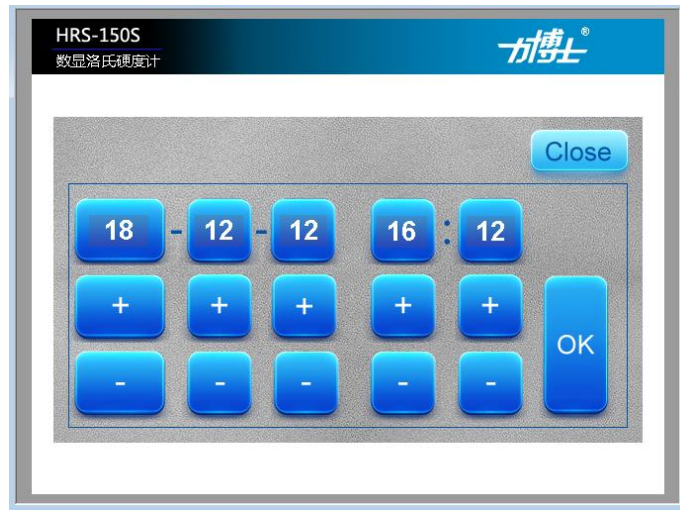 HRS-150S
数显洛氏硬度计
力博士®
Close
18 - 12 - 12 16 : 12
+ + + + +
- - - - -
OK